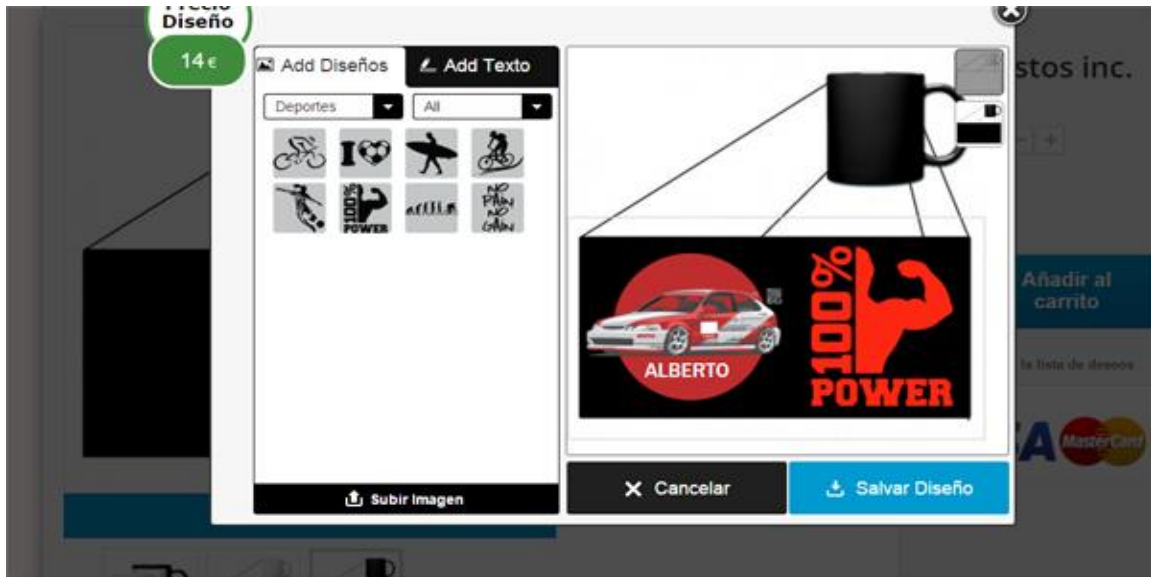 Precio
Diseño
14 €
Add Diseños
Add Texto
Deportes
All
I
100%
POWER
NO
PAIN
NO
GAIN
Subir Imagen
ALBERTO
100%
POWER
Cancelar
Salvar Diseño
stos inc.
Añadir al
carrito
la lista de deseos
A
MasterCard